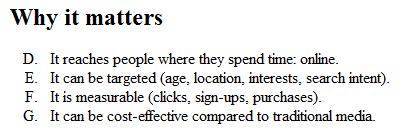 Why it matters
D. It reaches people where they spend time: online.
E. It can be targeted (age, location, interests, search intent).
F. It is measurable (clicks, sign-ups, purchases).
G. It can be cost-effective compared to traditional media.